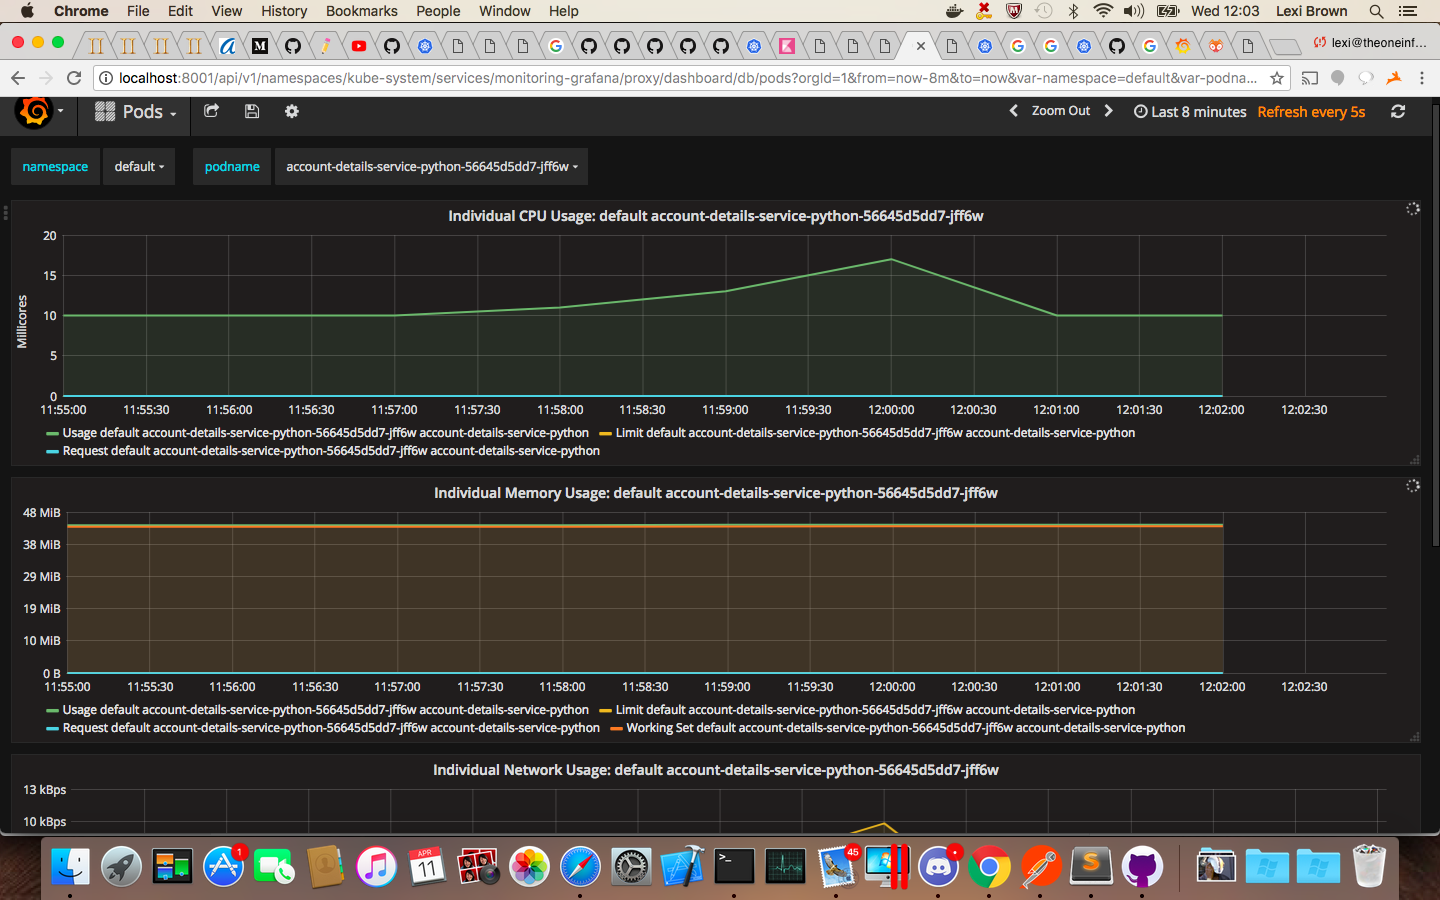 Chrome File Edit View History Bookmarks People Window Help Wed 12:03 Lexi Brown
lexi@theoneinf...
localhost:8001/api/v1/namespaces/kube-system/services/monitoring-grafana/proxy/dashboard/db/pods?orgId=1&from=now-8m&to=now&var-namespace=default&var-podna...
Pods Zoom Out Last 8 minutes Refresh every 5s
namespace default podname account-details-service-python-56645d5dd7-jff6w
Individual CPU Usage: default account-details-service-python-56645d5dd7-jff6w
Millicores
20
15
10
5
0
11:55:00 11:55:30 11:56:00 11:56:30 11:57:00 11:57:30 11:58:00 11:58:30 11:59:00 11:59:30 12:00:00 12:00:30 12:01:00 12:01:30 12:02:00 12:02:30
Usage default account-details-service-python-56645d5dd7-jff6w account-details-service-python Limit default account-details-service-python-56645d5dd7-jff6w account-details-service-python
Request default account-details-service-python-56645d5dd7-jff6w account-details-service-python
Individual Memory Usage: default account-details-service-python-56645d5dd7-jff6w
48 MiB
38 MiB
29 MiB
19 MiB
10 MiB
0 B
11:55:00 11:55:30 11:56:00 11:56:30 11:57:00 11:57:30 11:58:00 11:58:30 11:59:00 11:59:30 12:00:00 12:00:30 12:01:00 12:01:30 12:02:00 12:02:30
Usage default account-details-service-python-56645d5dd7-jff6w account-details-service-python Limit default account-details-service-python-56645d5dd7-jff6w account-details-service-python
Request default account-details-service-python-56645d5dd7-jff6w account-details-service-python Working Set default account-details-service-python-56645d5dd7-jff6w account-details-service-python
Individual Network Usage: default account-details-service-python-56645d5dd7-jff6w
13 kBps
10 kBps
1
APR
11
45